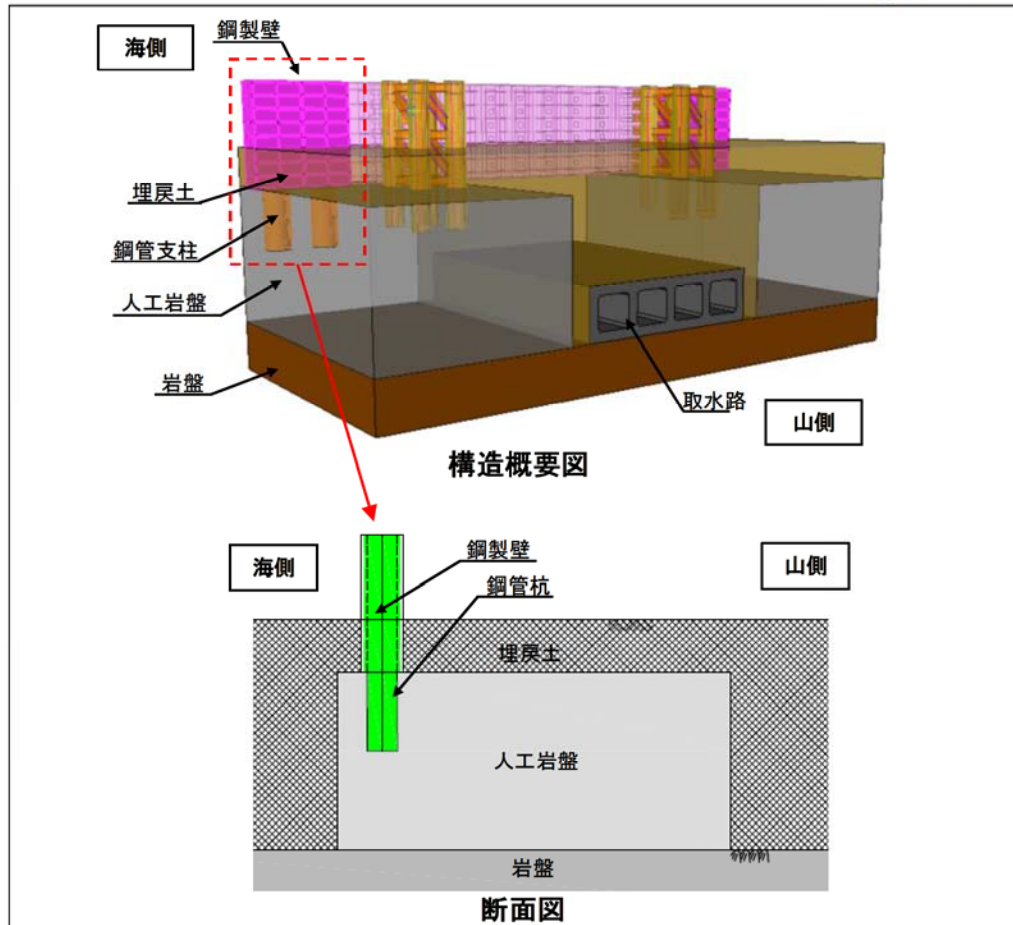 海側
鋼製壁
埋戻土
鋼管支柱
人工岩盤
岩盤
取水路
山側
構造概要図
海側
鋼製壁
山側
鋼管杭
埋戻土
人工岩盤
岩盤
断面図